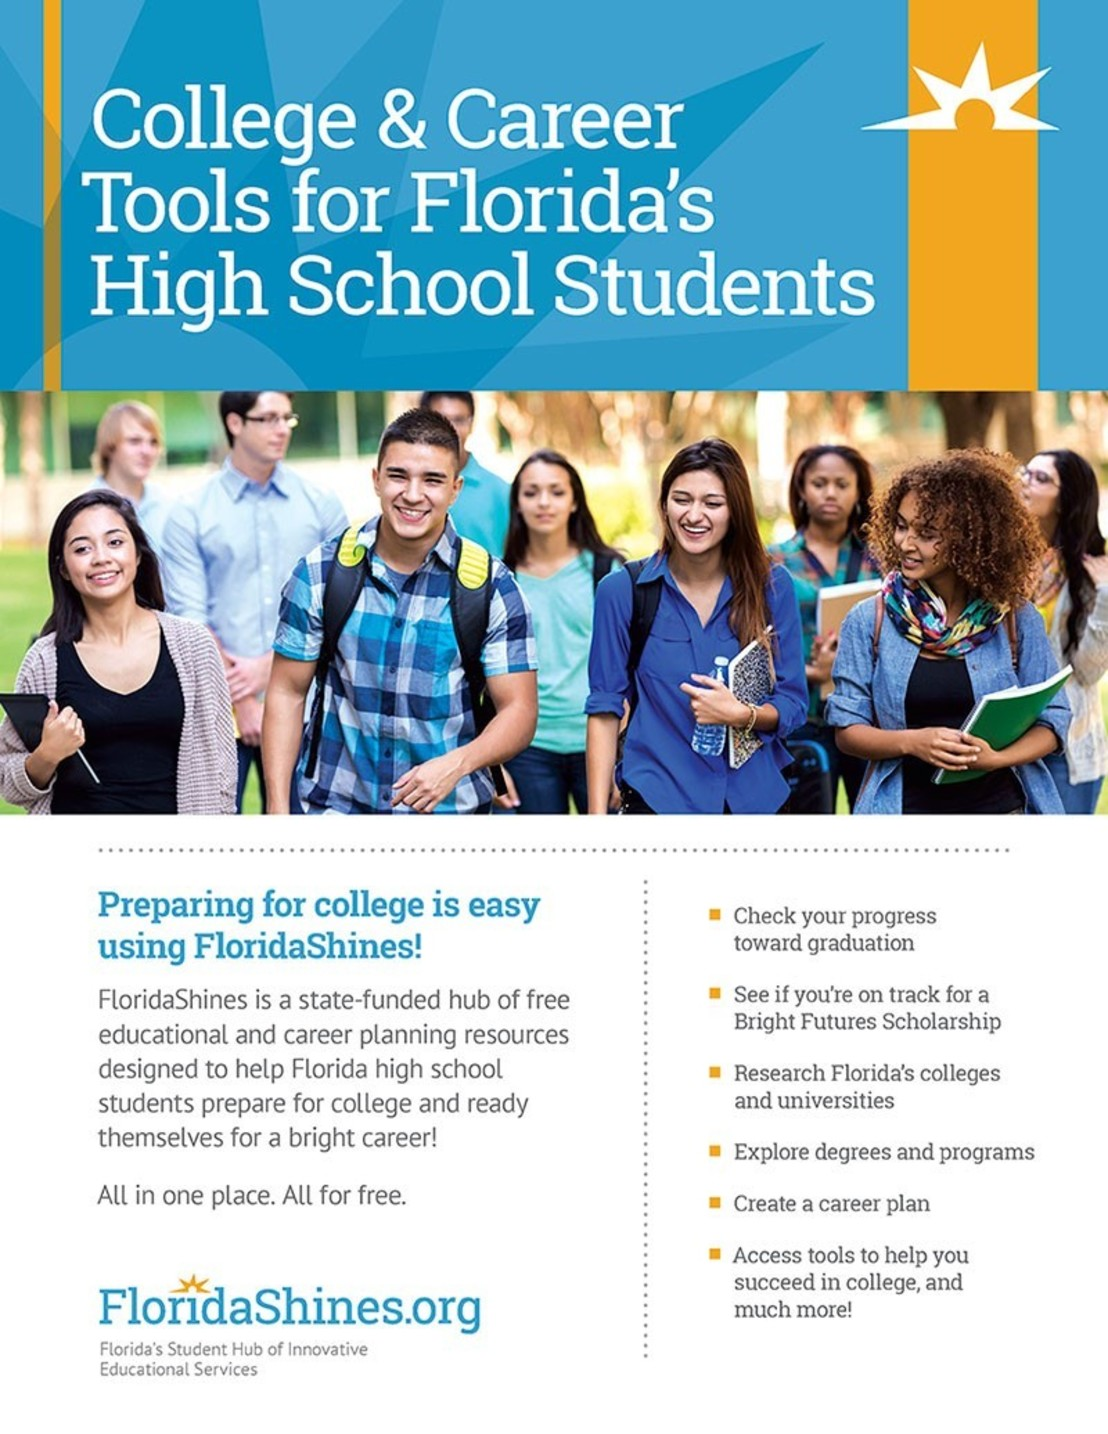 College & Career
Tools for Florida's
High School Students
Preparing for college is easy
using FloridaShines!
FloridaShines is a state-funded hub of free
educational and career planning resources
designed to help Florida high school
students prepare for college and ready
themselves for a bright career!
All in one place. All for free.
FloridaShines.org
Florida's Student Hub of Innovative
Educational Services
Check your progress
toward graduation
See if you're on track for a
Bright Futures Scholarship
Research Florida's colleges
and universities
Explore degrees and programs
Create a career plan
Access tools to help you
succeed in college, and
much more!